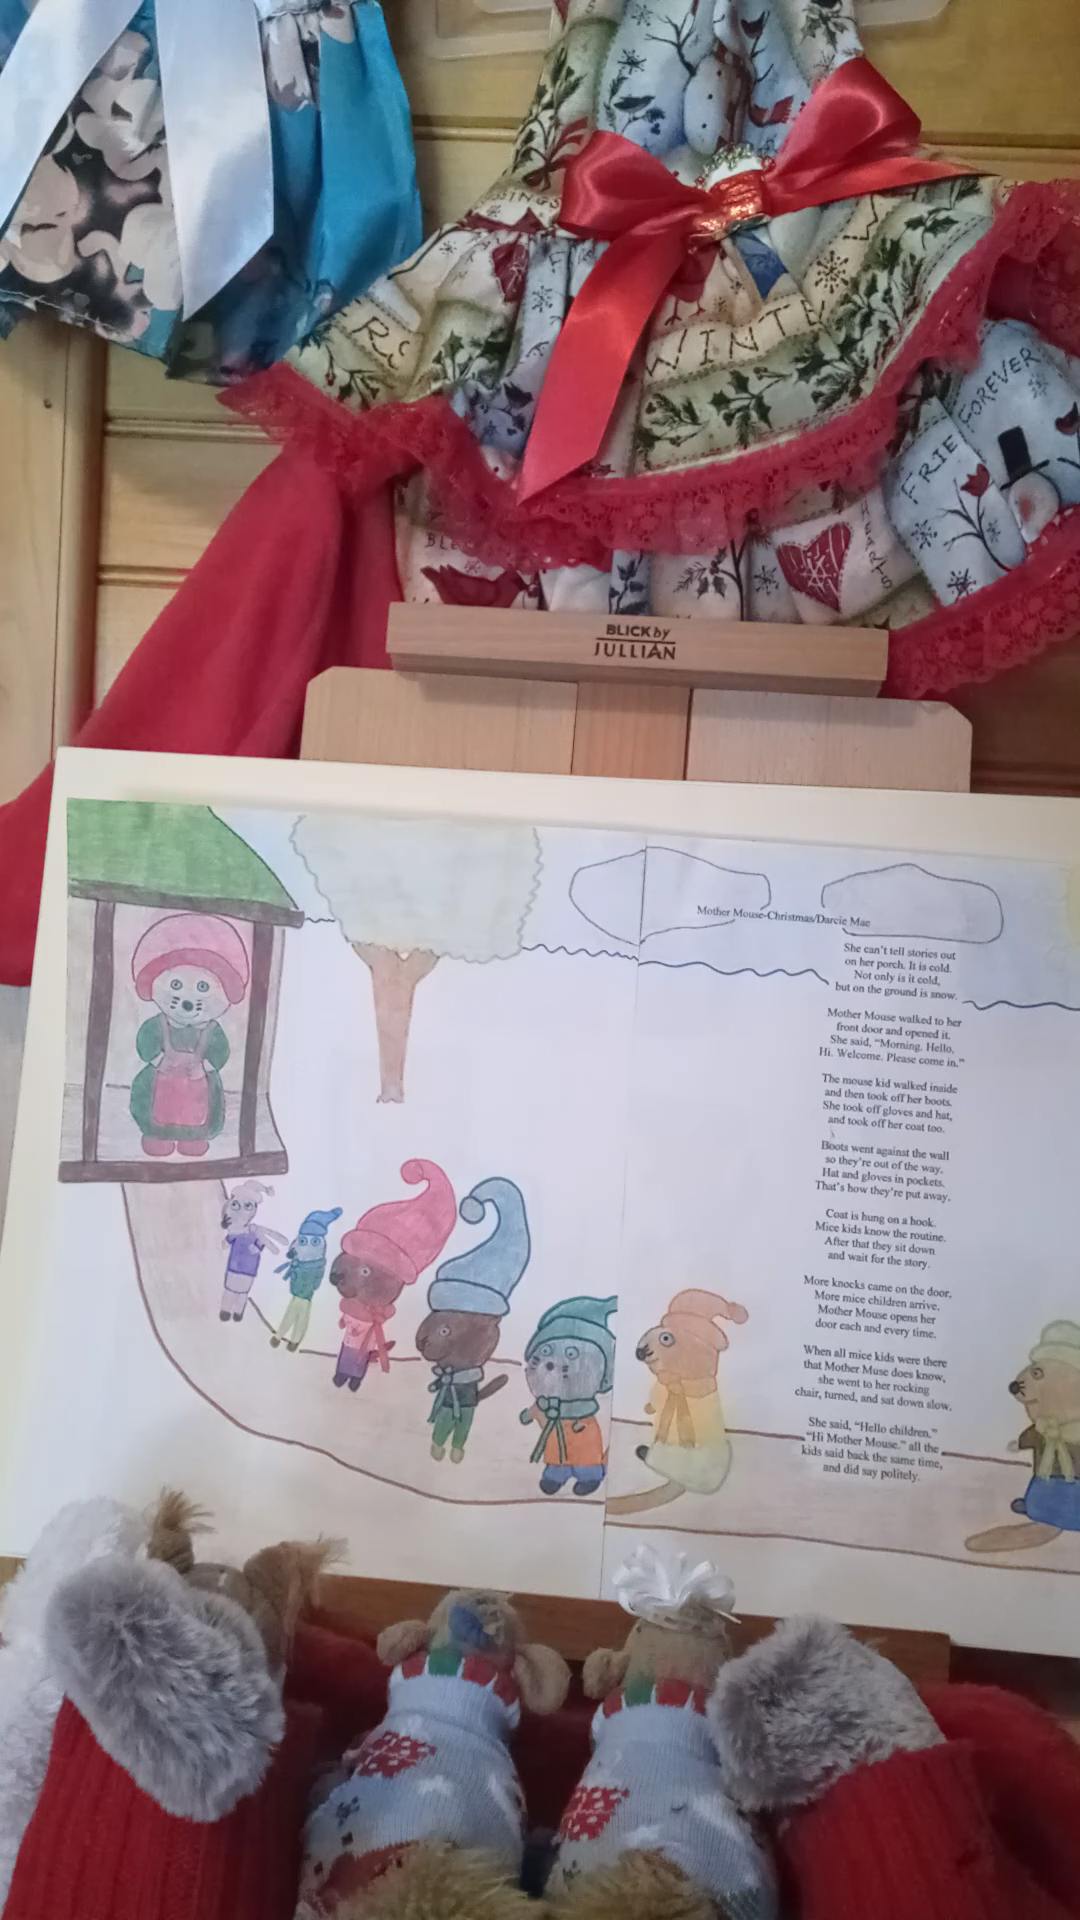 BLESSINGS
WINTE
FOREVER
FRIE
HEARTS
BLE
BLICK by
JULLIAN
Mother Mouse-Christmas/Darcie Mae
She can't tell stories out
on her porch. It is cold.
Not only is it cold,
but on the ground is snow.
Mother Mouse walked to her
front door and opened it.
She said, "Morning. Hello.
Hi. Welcome. Please come in."
The mouse kid walked inside
and then took off her boots.
She took off gloves and hat,
and took off her coat too.
Boots went against the wall
so they're out of the way.
Hat and gloves in pockets.
That's how they're put away.
Coat is hung on a hook.
Mice kids know the routine.
After that they sit down
and wait for the story.
More knocks came on the door,
More mice children arrive.
Mother Mouse opens her
door each and every time.
When all mice kids were there
that Mother Muse does know,
she went to her rocking
chair, turned, and sat down slow.
She said, "Hello children."
"Hi Mother Mouse." all the
kids said back the same time,
and did say politely.